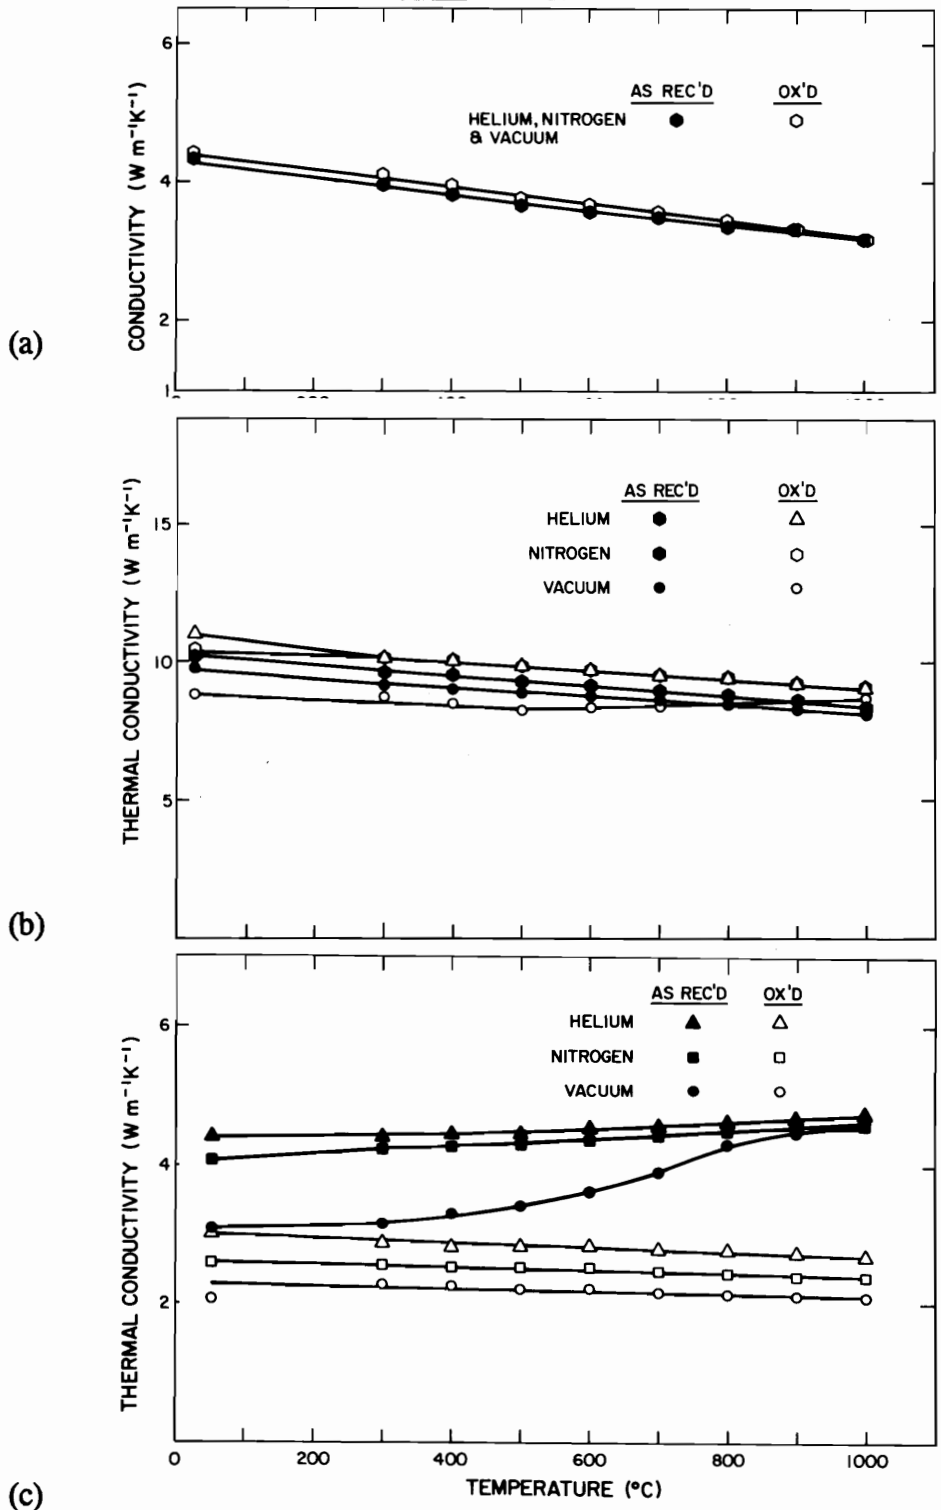 6
AS REC'D OX'D
HELIUM, NITROGEN
& VACUUM
4
2
1
CONDUCTIVITY (W m⁻¹K⁻¹)
(a)
AS REC'D OX'D
15
HELIUM
NITROGEN
VACUUM
10
5
THERMAL CONDUCTIVITY (W m⁻¹K⁻¹)
(b)
AS REC'D OX'D
6
HELIUM
NITROGEN
VACUUM
4
2
THERMAL CONDUCTIVITY (W m⁻¹K⁻¹)
0 200 400 600 800 1000
TEMPERATURE (°C)
(c)